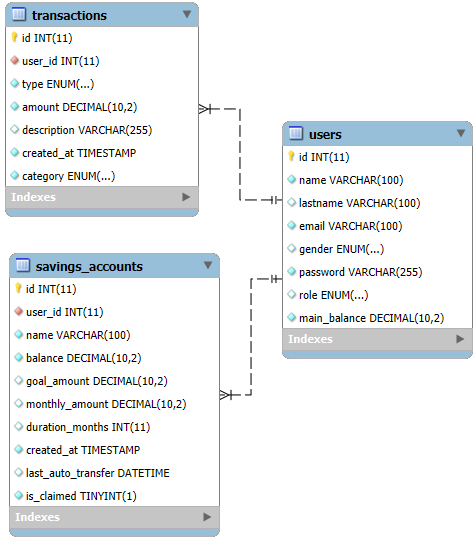 transactions
id INT(11)
user_id INT(11)
type ENUM(...)
amount DECIMAL(10,2)
description VARCHAR(255)
created_at TIMESTAMP
category ENUM(...)
Indexes
users
id INT(11)
name VARCHAR(100)
lastname VARCHAR(100)
email VARCHAR(100)
gender ENUM(...)
password VARCHAR(255)
role ENUM(...)
main_balance DECIMAL(10,2)
Indexes
savings_accounts
id INT(11)
user_id INT(11)
name VARCHAR(100)
balance DECIMAL(10,2)
goal_amount DECIMAL(10,2)
monthly_amount DECIMAL(10,2)
duration_months INT(11)
created_at TIMESTAMP
last_auto_transfer DATETIME
is_claimed TINYINT(1)
Indexes